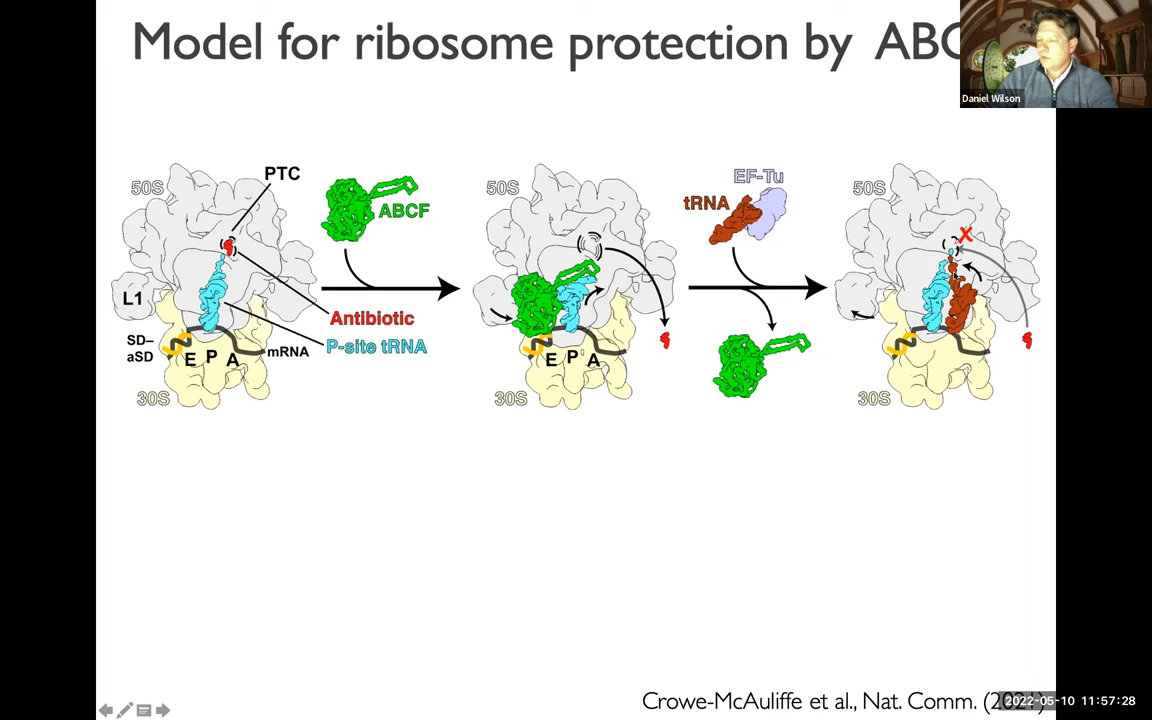 Model for ribosome protection by ABC
Daniel Wilson
50S
PTC
ABCF
L1
Antibiotic
P-site tRNA
SD–
aSD
mRNA
E P A
30S
50S
E P A
30S
EF-Tu
tRNA
50S
X
30S
Crowe-McAuliffe et al., Nat. Comm. (2021)
2022-05-10 11:57:28